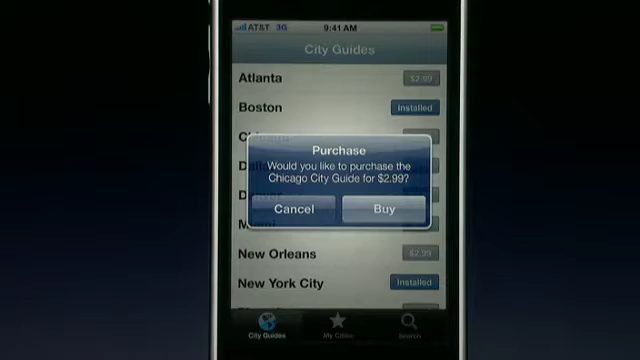 AT&T 3G 9:41 AM
City Guides
Atlanta $2.99
Boston Installed
Purchase
Would you like to purchase the
Chicago City Guide for $2.99?
Cancel Buy
New Orleans $2.99
New York City Installed
City Guides My Cities Search